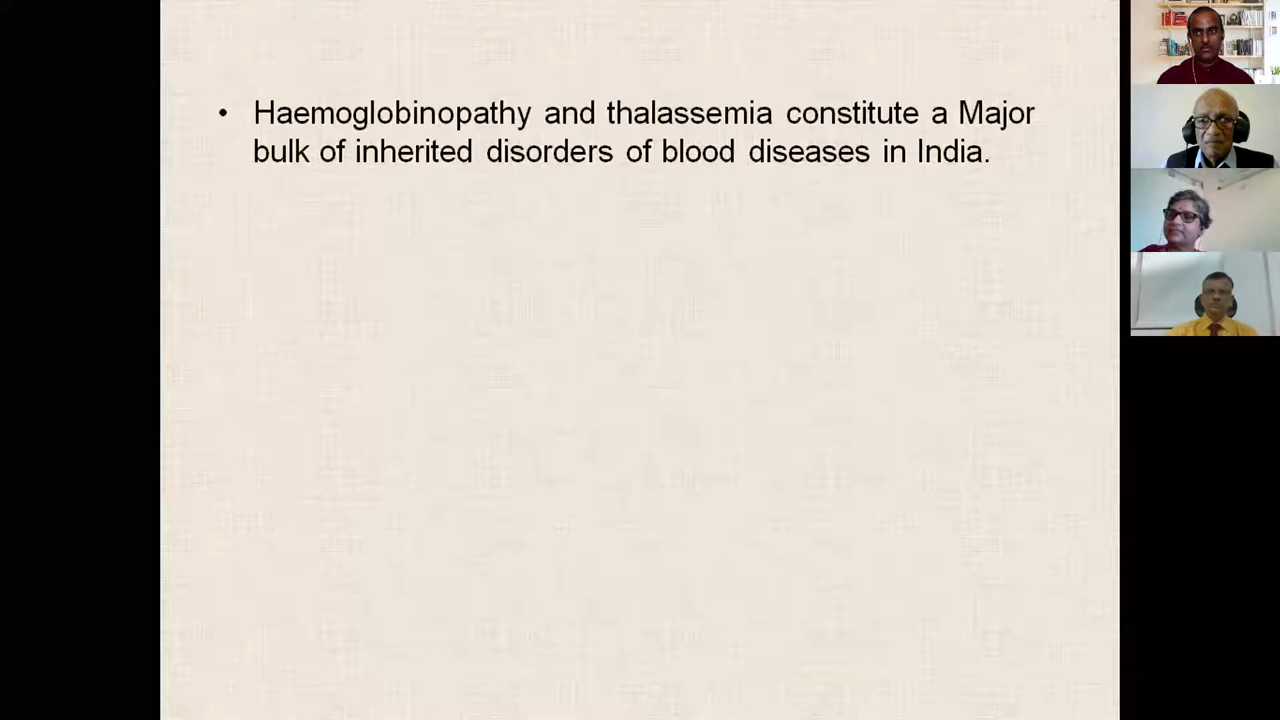 • Haemoglobinopathy and thalassemia constitute a Major
bulk of inherited disorders of blood diseases in India.